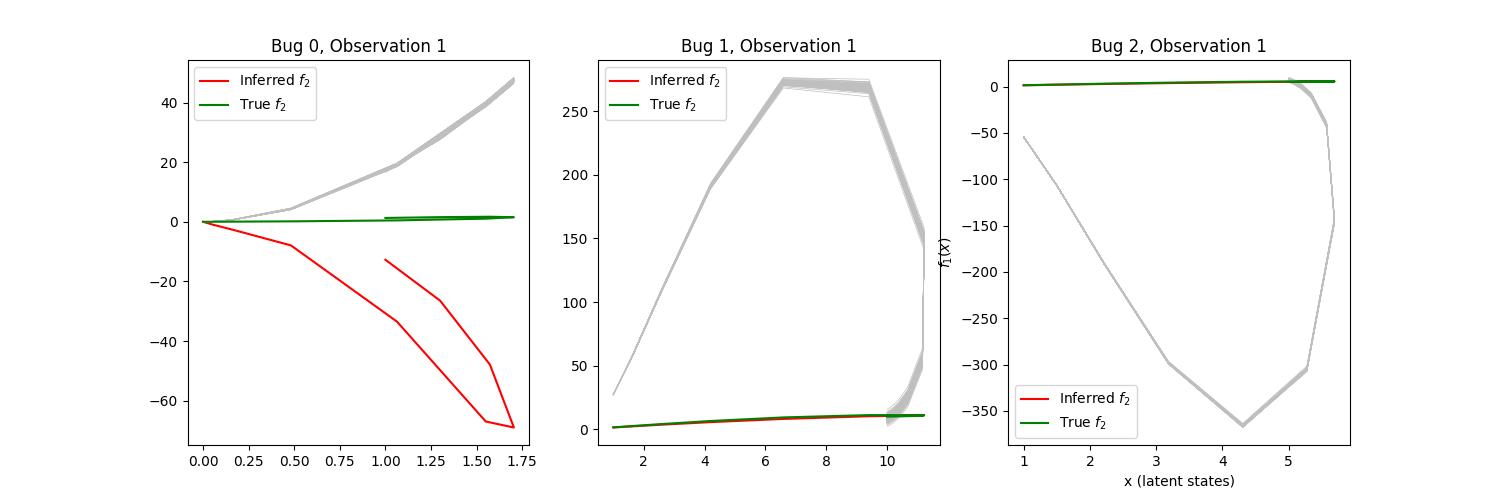 Bug 0, Observation 1
Inferred f₂
True f₂
40
20
0
−20
−40
−60
0.00 0.25 0.50 0.75 1.00 1.25 1.50 1.75
Bug 1, Observation 1
Inferred f₂
True f₂
250
200
150
100
50
0
2 4 6 8 10
Bug 2, Observation 1
f₁(x)
0
−50
−100
−150
−200
−250
−300
−350
Inferred f₂
True f₂
1 2 3 4 5
x (latent states)